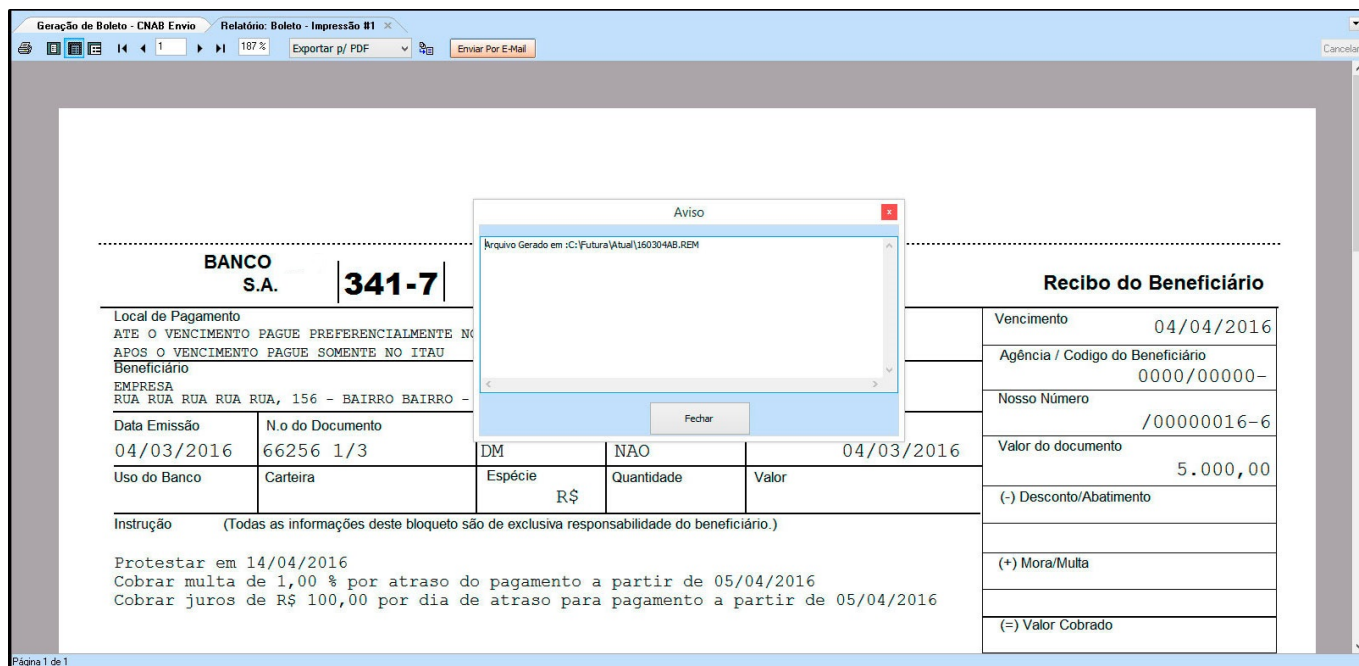 Geração de Boleto - CNAB Envio Relatório: Boleto - Impressão #1
1 187 % Exportar p/ PDF Enviar Por E-Mail Cancelar
Aviso
Arquivo Gerado em :C:\Futura\Atual\160304AB.REM
Fechar
BANCO
S.A. 341-7 Recibo do Beneficiário
Local de Pagamento
ATE O VENCIMENTO PAGUE PREFERENCIALMENTE
APOS O VENCIMENTO PAGUE SOMENTE NO ITAU
Vencimento
04/04/2016
Beneficiário
EMPRESA
RUA RUA RUA RUA RUA, 156 - BAIRRO BAIRRO -
Agência / Codigo do Beneficiário
0000/00000-
Data Emissão N.o do Documento
04/03/2016 66256 1/3 DM NAO 04/03/2016
Nosso Número
/00000016-6
Uso do Banco Carteira Espécie Quantidade Valor
R$
Valor do documento
5.000,00
Instrução (Todas as informações deste bloqueto são de exclusiva responsabilidade do beneficiário.)
Protestar em 14/04/2016
Cobrar multa de 1,00 % por atraso do pagamento a partir de 05/04/2016
Cobrar juros de R$ 100,00 por dia de atraso para pagamento a partir de 05/04/2016
(-) Desconto/Abatimento
(+) Mora/Multa
(=) Valor Cobrado
Página 1 de 1